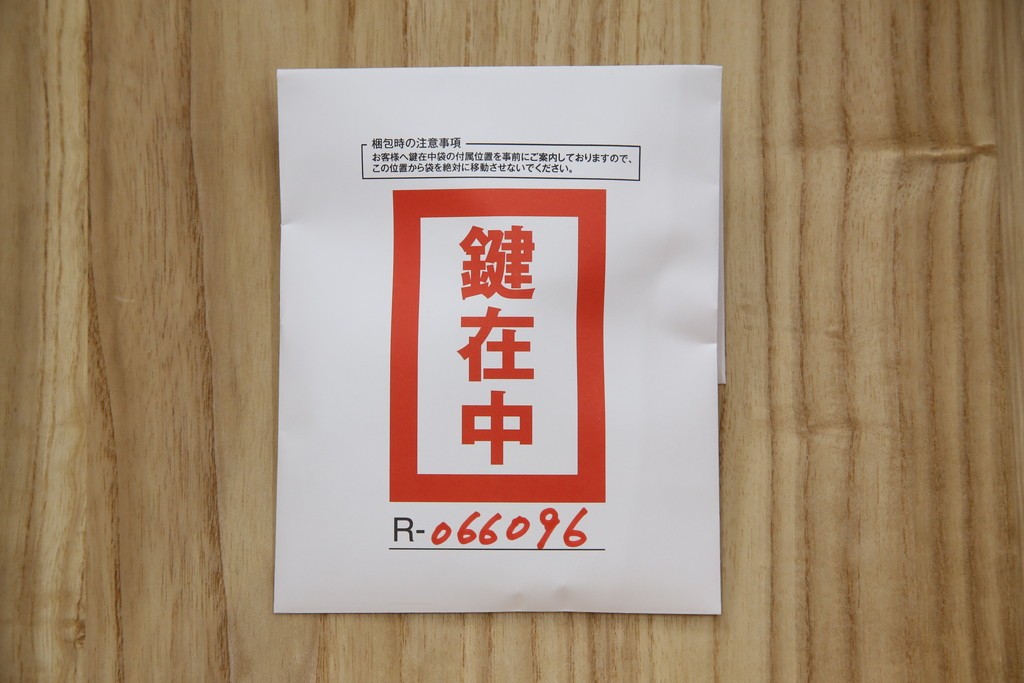 梱包時の注意事項
お客様へ鍵在中袋の付属位置を事前にご案内しておりますので、
この位置から袋を絶対に移動させないでください。
鍵在中
R-066096